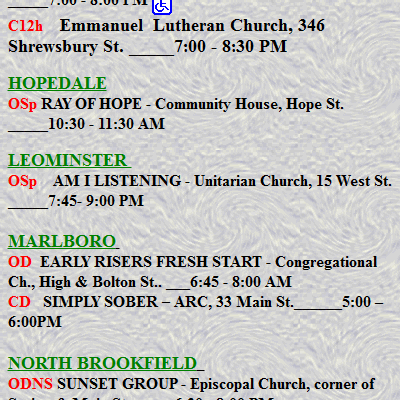 _____7:00 - 8:00 PM
C12h Emmanuel Lutheran Church, 346
Shrewsbury St. _____7:00 - 8:30 PM
HOPEDALE
OSp RAY OF HOPE - Community House, Hope St.
_____10:30 - 11:30 AM
LEOMINSTER
OSp AM I LISTENING - Unitarian Church, 15 West St.
_____7:45- 9:00 PM
MARLBORO
OD EARLY RISERS FRESH START - Congregational
Ch., High & Bolton St.. ___6:45 - 8:00 AM
CD SIMPLY SOBER – ARC, 33 Main St.______5:00 –
6:00PM
NORTH BROOKFIELD
ODNS SUNSET GROUP - Episcopal Church, corner of